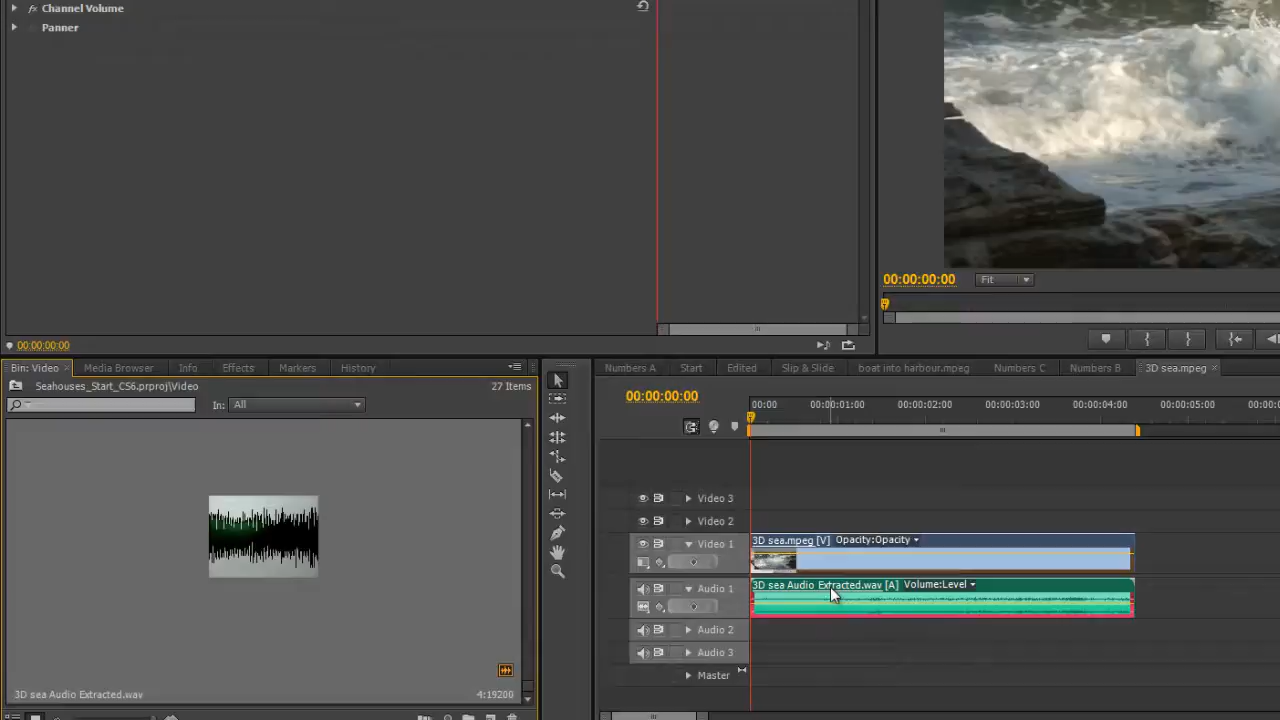 fx Channel Volume
Panner
00:00:00:00
Fit
00:00:00:00
Bin: Video
Media Browser
Info
Effects
Markers
History
Seahouses_Start_CS6.prproj\Video
27 Items
In: All
3D sea Audio Extracted.wav
4:19200
Numbers A
Start
Edited
Slip & Slide
boat into harbour.mpeg
Numbers C
Numbers B
3D sea.mpeg
00:00:00:00
00:00
00:00:01:00
00:00:02:00
00:00:03:00
00:00:04:00
00:00:05:00
Video 3
Video 2
Video 1
3D sea.mpeg [V] Opacity:Opacity
Audio 1
3D sea Audio Extracted.wav [A] Volume:Level
Audio 2
Audio 3
Master